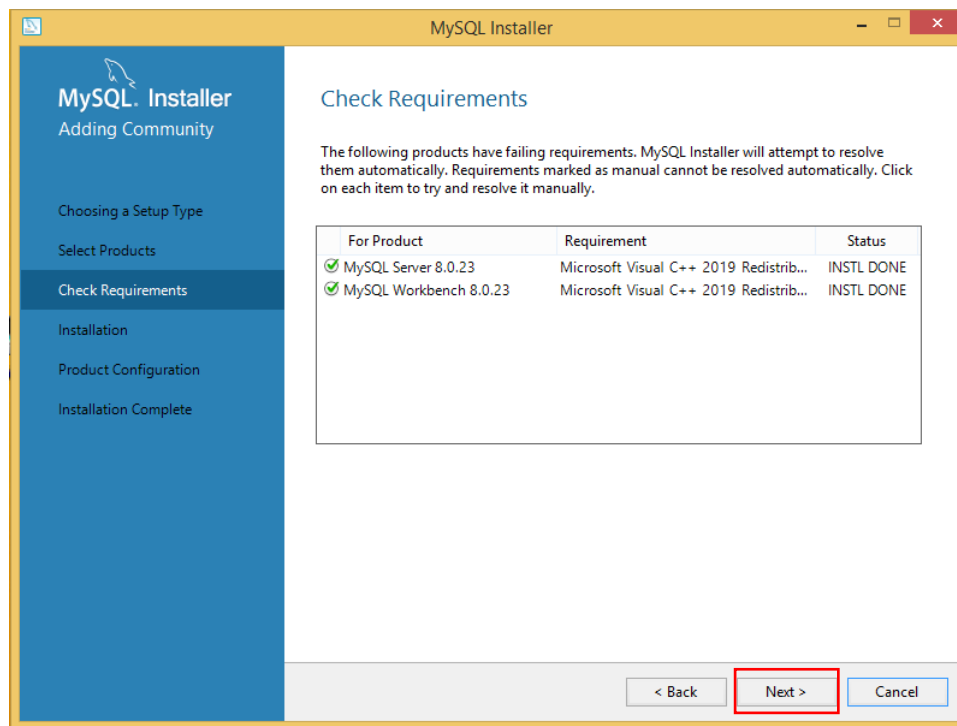 MySQL Installer
MySQL. Installer
Adding Community
Choosing a Setup Type
Select Products
Check Requirements
Installation
Product Configuration
Installation Complete
Check Requirements
The following products have failing requirements. MySQL Installer will attempt to resolve
them automatically. Requirements marked as manual cannot be resolved automatically. Click
on each item to try and resolve it manually.
For Product Requirement Status
MySQL Server 8.0.23 Microsoft Visual C++ 2019 Redistrib... INSTL DONE
MySQL Workbench 8.0.23 Microsoft Visual C++ 2019 Redistrib... INSTL DONE
< Back Next > Cancel